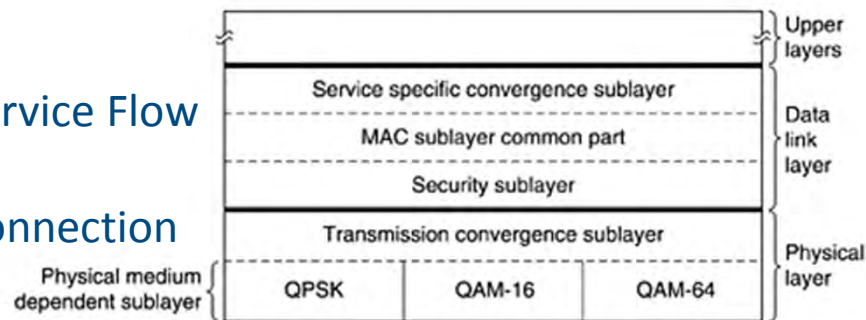 Upper
layers
Service specific convergence sublayer
rvice Flow
MAC sublayer common part
Data
link
layer
Security sublayer
onnection
Transmission convergence sublayer
Physical
layer
Physical medium
dependent sublayer
QPSK
QAM-16
QAM-64